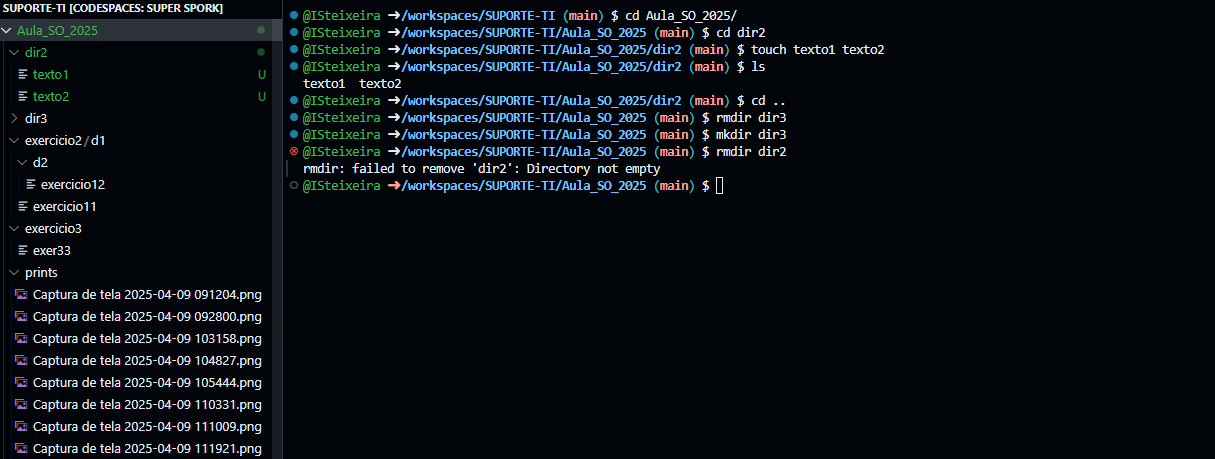 SUPORTE-TI [CODESPACES: SUPER SPORK]
Aula_SO_2025
dir2
texto1 U
texto2 U
dir3
exercicio2/d1
d2
exercicio12
exercicio11
exercicio3
exer33
prints
Captura de tela 2025-04-09 091204.png
Captura de tela 2025-04-09 092800.png
Captura de tela 2025-04-09 103158.png
Captura de tela 2025-04-09 104827.png
Captura de tela 2025-04-09 105444.png
Captura de tela 2025-04-09 110331.png
Captura de tela 2025-04-09 111009.png
Captura de tela 2025-04-09 111921.png
@ISteixeira ➜/workspaces/SUPORTE-TI (main) $ cd Aula_SO_2025/
@ISteixeira ➜/workspaces/SUPORTE-TI/Aula_SO_2025 (main) $ cd dir2
@ISteixeira ➜/workspaces/SUPORTE-TI/Aula_SO_2025/dir2 (main) $ touch texto1 texto2
@ISteixeira ➜/workspaces/SUPORTE-TI/Aula_SO_2025/dir2 (main) $ ls
texto1  texto2
@ISteixeira ➜/workspaces/SUPORTE-TI/Aula_SO_2025/dir2 (main) $ cd ..
@ISteixeira ➜/workspaces/SUPORTE-TI/Aula_SO_2025 (main) $ rmdir dir3
@ISteixeira ➜/workspaces/SUPORTE-TI/Aula_SO_2025 (main) $ mkdir dir3
@ISteixeira ➜/workspaces/SUPORTE-TI/Aula_SO_2025 (main) $ rmdir dir2
rmdir: failed to remove 'dir2': Directory not empty
@ISteixeira ➜/workspaces/SUPORTE-TI/Aula_SO_2025 (main) $